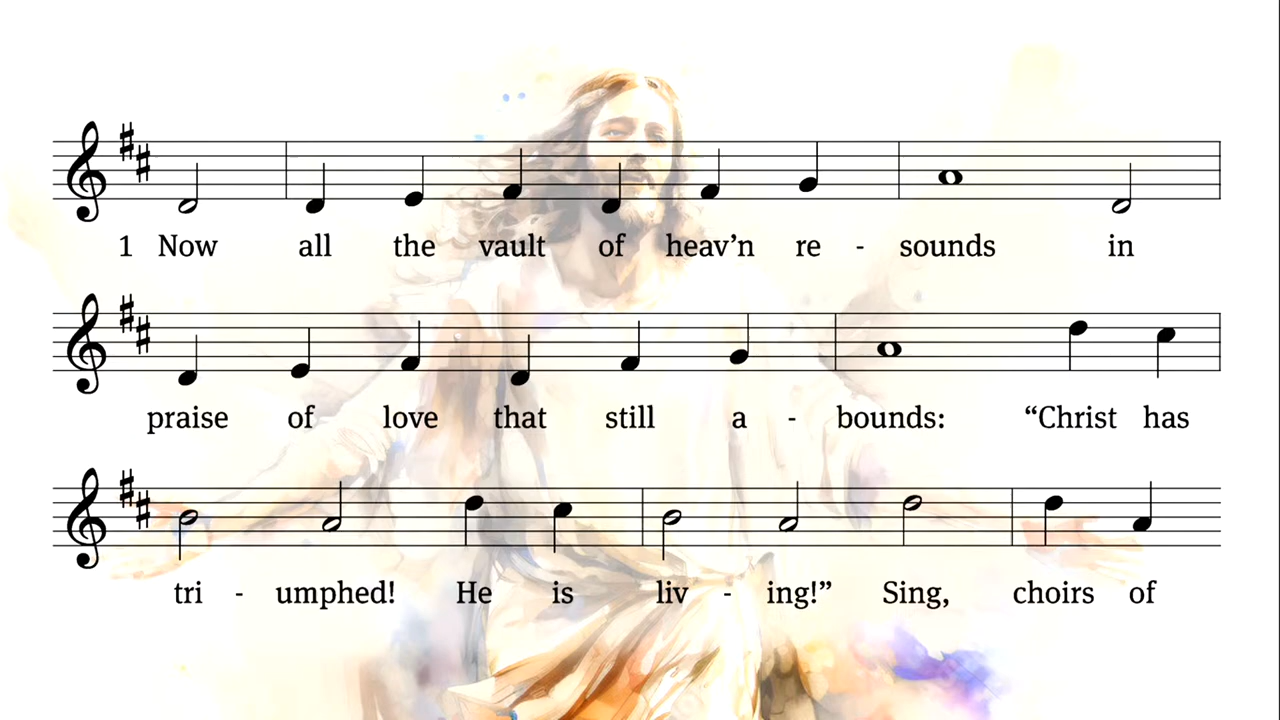 1 Now all the vault of heav’n re - sounds in
praise of love that still a - bounds: “Christ has
tri - umphed! He is liv - ing!” Sing, choirs of